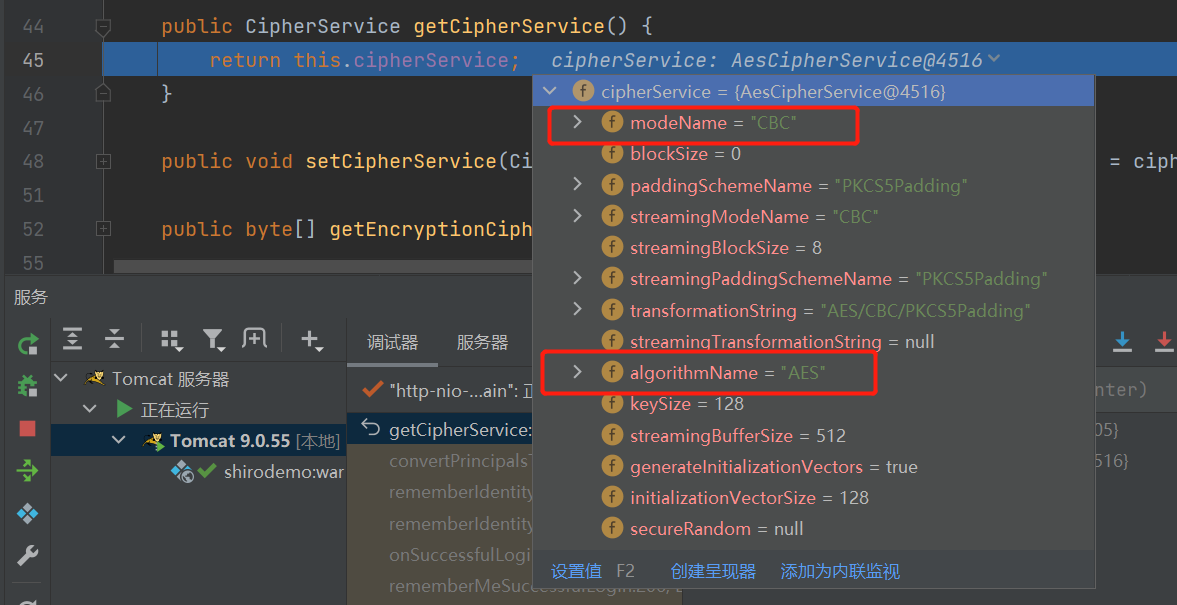 44 public CipherService getCipherService() {
45 return this.cipherService; cipherService: AesCipherService@4516
46 }
47
48 public void setCipherService(Ci = ciph
51
52 public byte[] getEncryptionCiph
55
cipherService = {AesCipherService@4516}
modeName = "CBC"
blockSize = 0
paddingSchemeName = "PKCS5Padding"
streamingModeName = "CBC"
streamingBlockSize = 8
streamingPaddingSchemeName = "PKCS5Padding"
transformationString = "AES/CBC/PKCS5Padding"
streamingTransformationString = null
algorithmName = "AES"
keySize = 128
streamingBufferSize = 512
generateInitializationVectors = true
initializationVectorSize = 128
secureRandom = null
设置值 F2 创建呈现器 添加为内联监视
服务
Tomcat 服务器
正在运行
Tomcat 9.0.55 [本地]
shirodemo:war
调试器 服务器
"http-nio-...ain": 正
nter)
getCipherService: 05}
convertPrincipalsT 516}
rememberIdentity
rememberIdentity
onSuccessfulLogi